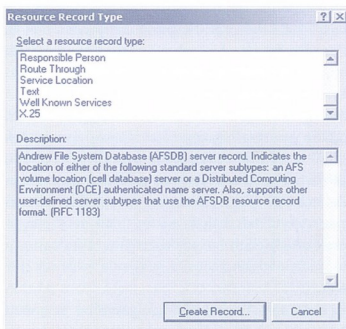 Resource Record Type
Select a resource record type:
Responsible Person
Route Through
Service Location
Text
Well Known Services
X.25
Description:
Andrew File System Database (AFSDB) server record. Indicates the
location of either of the following standard server subtypes: an AFS
volume location (cell database) server or a Distributed Computing
Environment (DCE) authenticated name server. Also, supports other
user-defined server subtypes that use the AFSDB resource record
format. (RFC 1183)
Create Record... Cancel